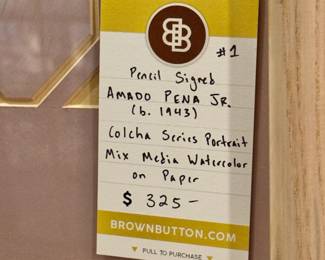 BB
#1
Pencil Signed
AMADO PENA JR.
(b. 1943)
Colcha Series Portrait
Mix Media Watercolor
on Paper
$ 325-
BROWNBUTTON.COM
▼ PULL TO PURCHASE ▼